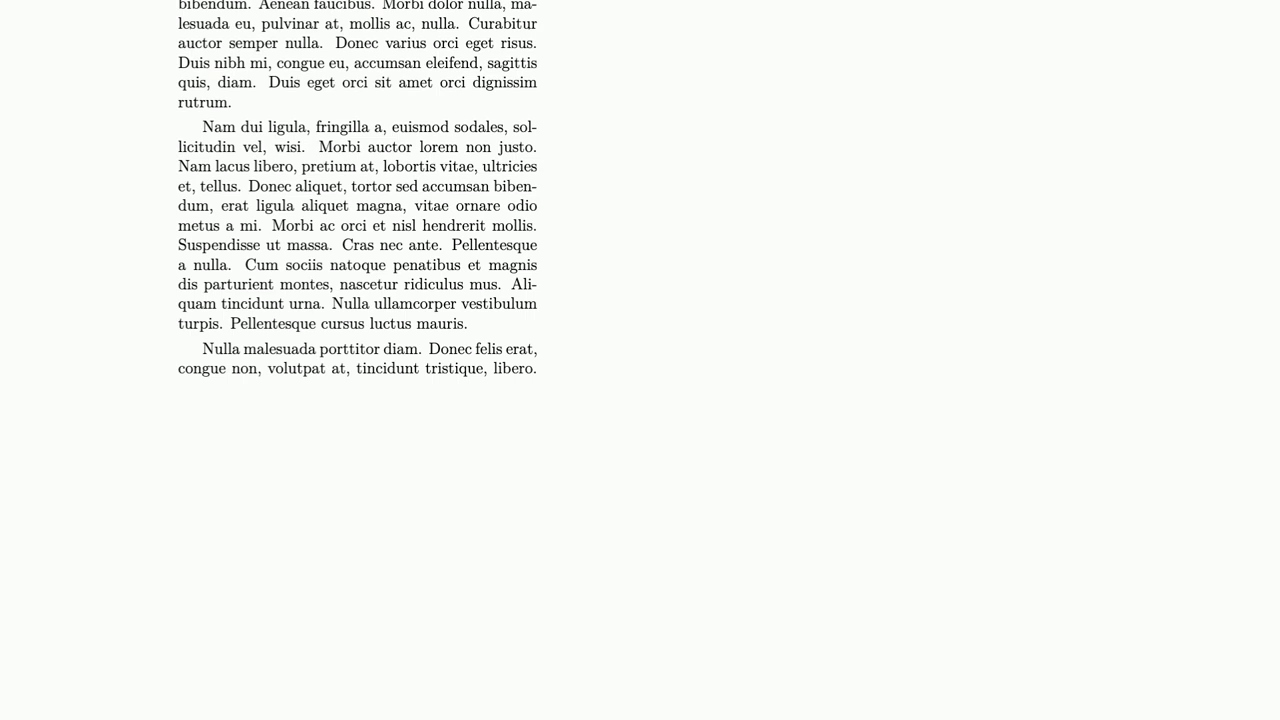 bibendum. Aenean faucibus. Morbi dolor nulla, ma-
lesuada eu, pulvinar at, mollis ac, nulla. Curabitur
auctor semper nulla. Donec varius orci eget risus.
Duis nibh mi, congue eu, accumsan eleifend, sagittis
quis, diam. Duis eget orci sit amet orci dignissim
rutrum.
Nam dui ligula, fringilla a, euismod sodales, sol-
licitudin vel, wisi. Morbi auctor lorem non justo.
Nam lacus libero, pretium at, lobortis vitae, ultricies
et, tellus. Donec aliquet, tortor sed accumsan biben-
dum, erat ligula aliquet magna, vitae ornare odio
metus a mi. Morbi ac orci et nisl hendrerit mollis.
Suspendisse ut massa. Cras nec ante. Pellentesque
a nulla. Cum sociis natoque penatibus et magnis
dis parturient montes, nascetur ridiculus mus. Ali-
quam tincidunt urna. Nulla ullamcorper vestibulum
turpis. Pellentesque cursus luctus mauris.
Nulla malesuada porttitor diam. Donec felis erat,
congue non, volutpat at, tincidunt tristique, libero.